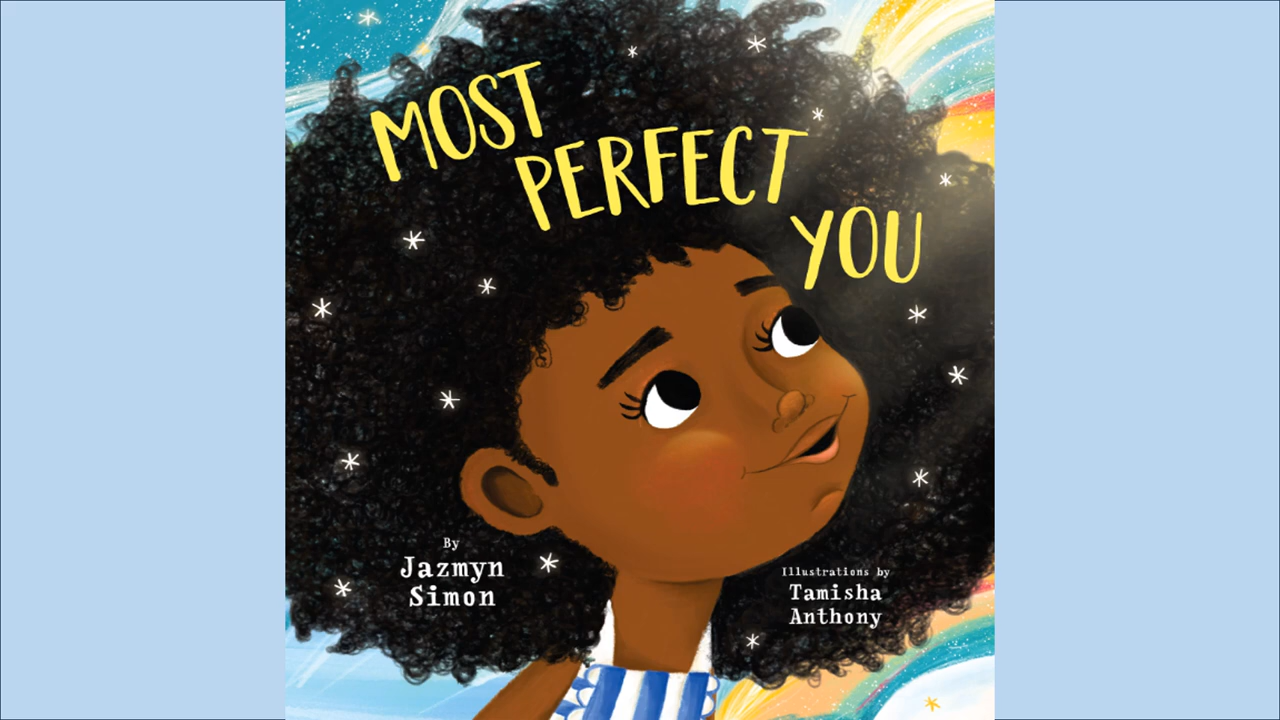 MOST
PERFECT
YOU
By
Jazmyn
Simon
Illustrations by
Tamisha
Anthony